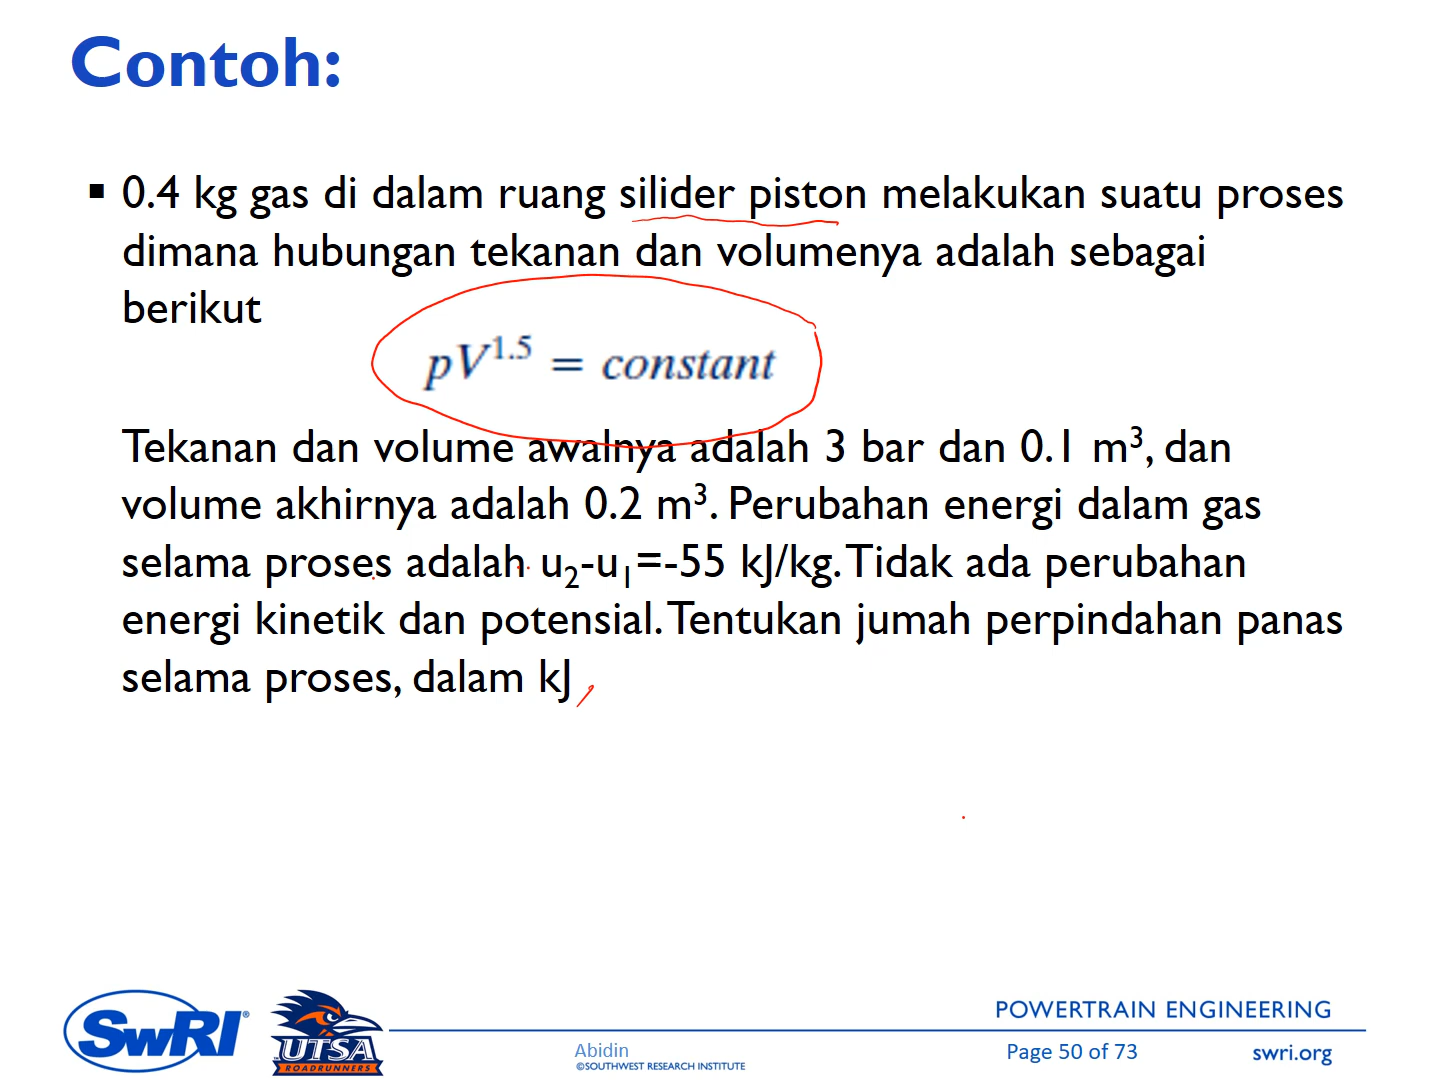 Contoh:
▪ 0.4 kg gas di dalam ruang silider piston melakukan suatu proses
dimana hubungan tekanan dan volumenya adalah sebagai
berikut
pV^1.5 = constant
Tekanan dan volume awalnya adalah 3 bar dan 0.1 m³, dan
volume akhirnya adalah 0.2 m³. Perubahan energi dalam gas
selama proses adalah u₂-u₁=-55 kJ/kg. Tidak ada perubahan
energi kinetik dan potensial. Tentukan jumah perpindahan panas
selama proses, dalam kJ
SwRI®
UTSA
ROADRUNNERS
POWERTRAIN ENGINEERING
Abidin
©SOUTHWEST RESEARCH INSTITUTE
Page 50 of 73
swri.org